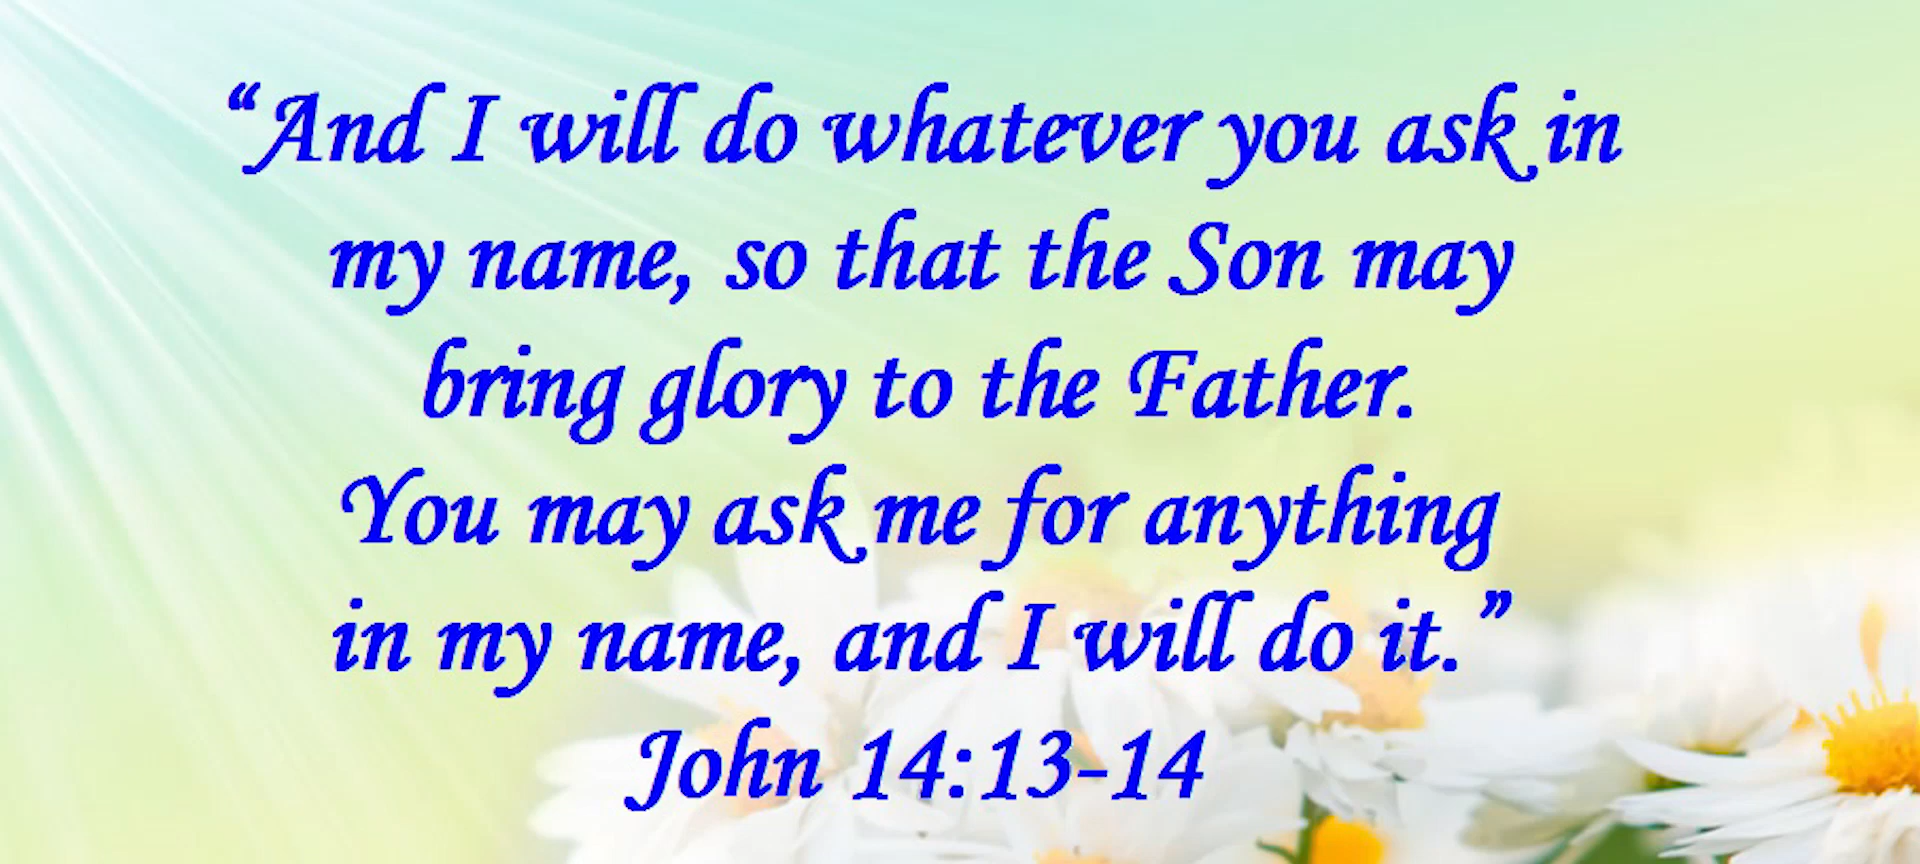 “And I will do whatever you ask in
my name, so that the Son may
bring glory to the Father.
You may ask me for anything
in my name, and I will do it.”
John 14:13-14